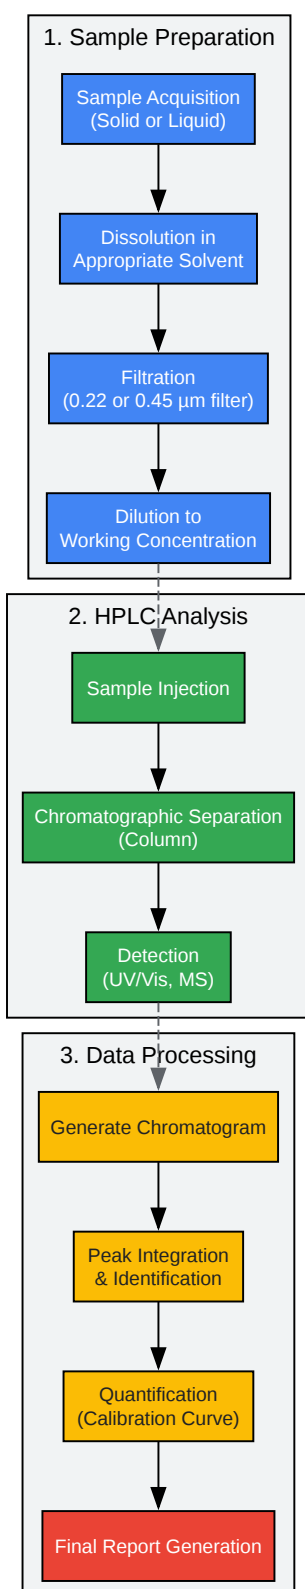 1. Sample Preparation
Sample Acquisition
(Solid or Liquid)
Dissolution in
Appropriate Solvent
Filtration
(0.22 or 0.45 µm filter)
Dilution to
Working Concentration
2. HPLC Analysis
Sample Injection
Chromatographic Separation
(Column)
Detection
(UV/Vis, MS)
3. Data Processing
Generate Chromatogram
Peak Integration
& Identification
Quantification
(Calibration Curve)
Final Report Generation